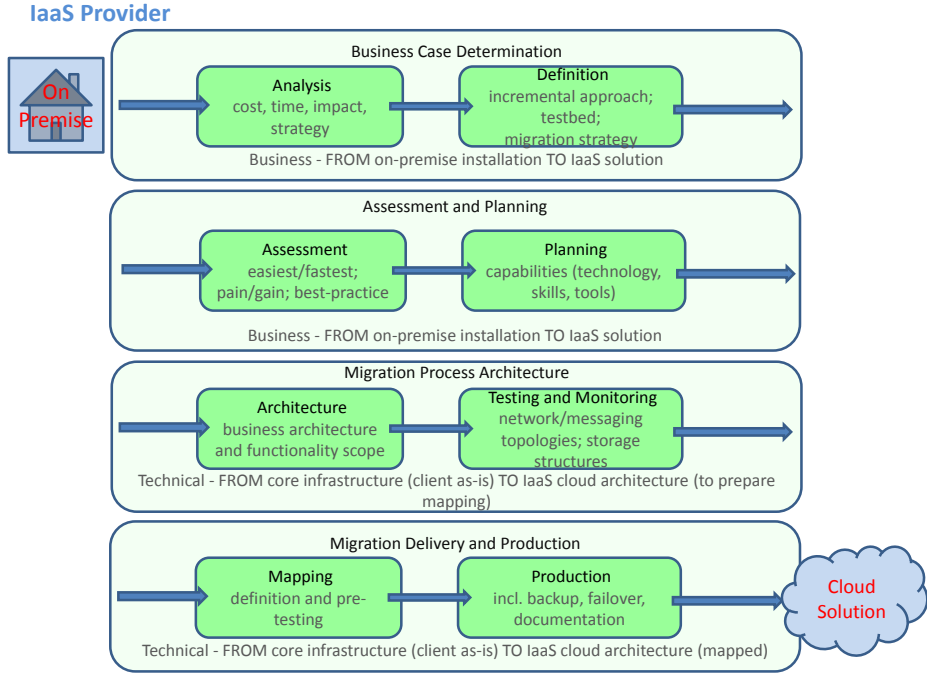 IaaS Provider
On
Premise
Business Case Determination
Analysis
cost, time, impact,
strategy
Definition
incremental approach;
testbed;
migration strategy
Business - FROM on-premise installation TO IaaS solution
Assessment and Planning
Assessment
easiest/fastest;
pain/gain; best-practice
Planning
capabilities (technology,
skills, tools)
Business - FROM on-premise installation TO IaaS solution
Migration Process Architecture
Architecture
business architecture
and functionality scope
Testing and Monitoring
network/messaging
topologies; storage
structures
Technical - FROM core infrastructure (client as-is) TO IaaS cloud architecture (to prepare
mapping)
Migration Delivery and Production
Mapping
definition and pre-
testing
Production
incl. backup, failover,
documentation
Technical - FROM core infrastructure (client as-is) TO IaaS cloud architecture (mapped)
Cloud
Solution